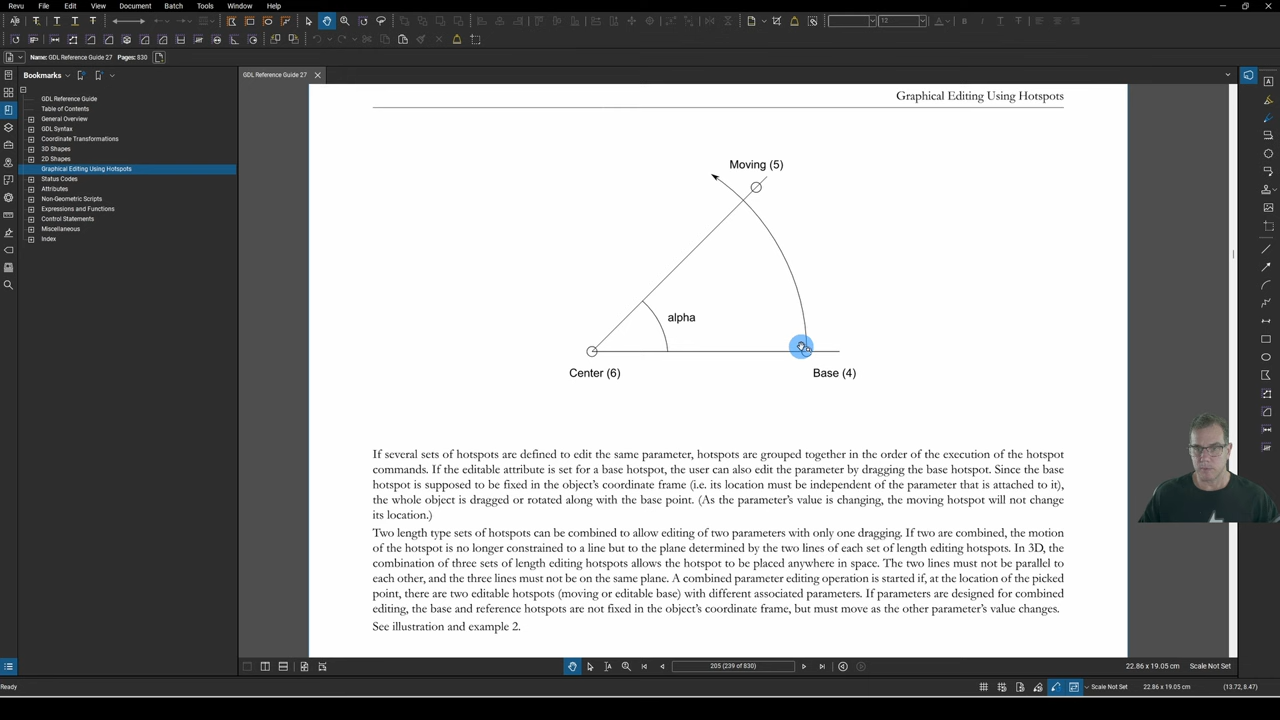 Revu File Edit View Document Batch Tools Window Help
12
Name: GDL Reference Guide 27 Pages: 830
Bookmarks
GDL Reference Guide 27
GDL Reference Guide
Table of Contents
General Overview
GDL Syntax
Coordinate Transformations
3D Shapes
2D Shapes
Graphical Editing Using Hotspots
Status Codes
Attributes
Non-Geometric Scripts
Expressions and Functions
Control Statements
Miscellaneous
Index
Graphical Editing Using Hotspots
Moving (5)
alpha
Center (6)
Base (4)
If several sets of hotspots are defined to edit the same parameter, hotspots are grouped together in the order of the execution of the hotspot
commands. If the editable attribute is set for a base hotspot, the user can also edit the parameter by dragging the base hotspot. Since the base
hotspot is supposed to be fixed in the object's coordinate frame (i.e. its location must be independent of the parameter that is attached to it),
the whole object is dragged or rotated along with the base point. (As the parameter's value is changing, the moving hotspot will not change
its location.)
Two length type sets of hotspots can be combined to allow editing of two parameters with only one dragging. If two are combined, the motion
of the hotspot is no longer constrained to a line but to the plane determined by the two lines of each set of length editing hotspots. In 3D, the
combination of three sets of length editing hotspots allows the hotspot to be placed anywhere in space. The two lines must not be parallel to
each other, and the three lines must not be on the same plane. A combined parameter editing operation is started if, at the location of the picked
point, there are two editable hotspots (moving or editable base) with different associated parameters. If parameters are designed for combined
editing, the base and reference hotspots are not fixed in the object's coordinate frame, but must move as the other parameter's value changes.
See illustration and example 2.
205 (239 of 830)
22.86 x 19.05 cm Scale Not Set
Ready
Scale Not Set 22.86 x 19.05 cm (13.72, 8.47)